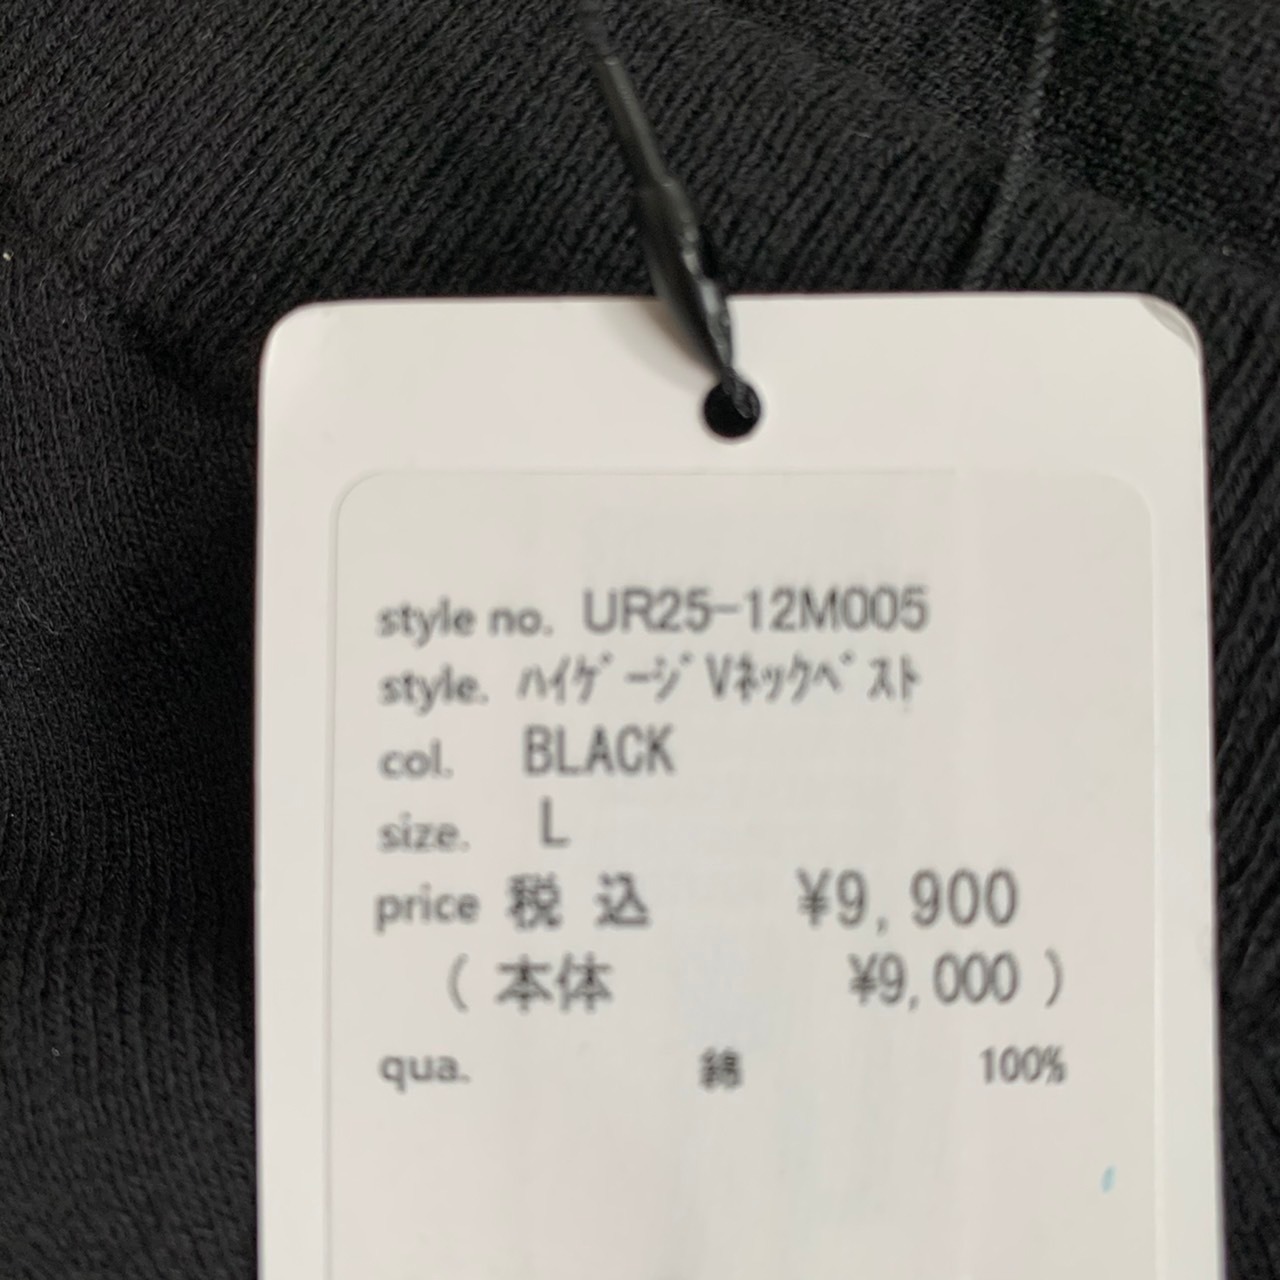 style no. UR25-12M005
style. ﾊｲｹﾞｰｼﾞVﾈｯｸﾍﾞｽﾄ
col. BLACK
size. L
price 税 込 ¥9, 900
( 本体 ¥9, 000 )
qua. 綿 100%